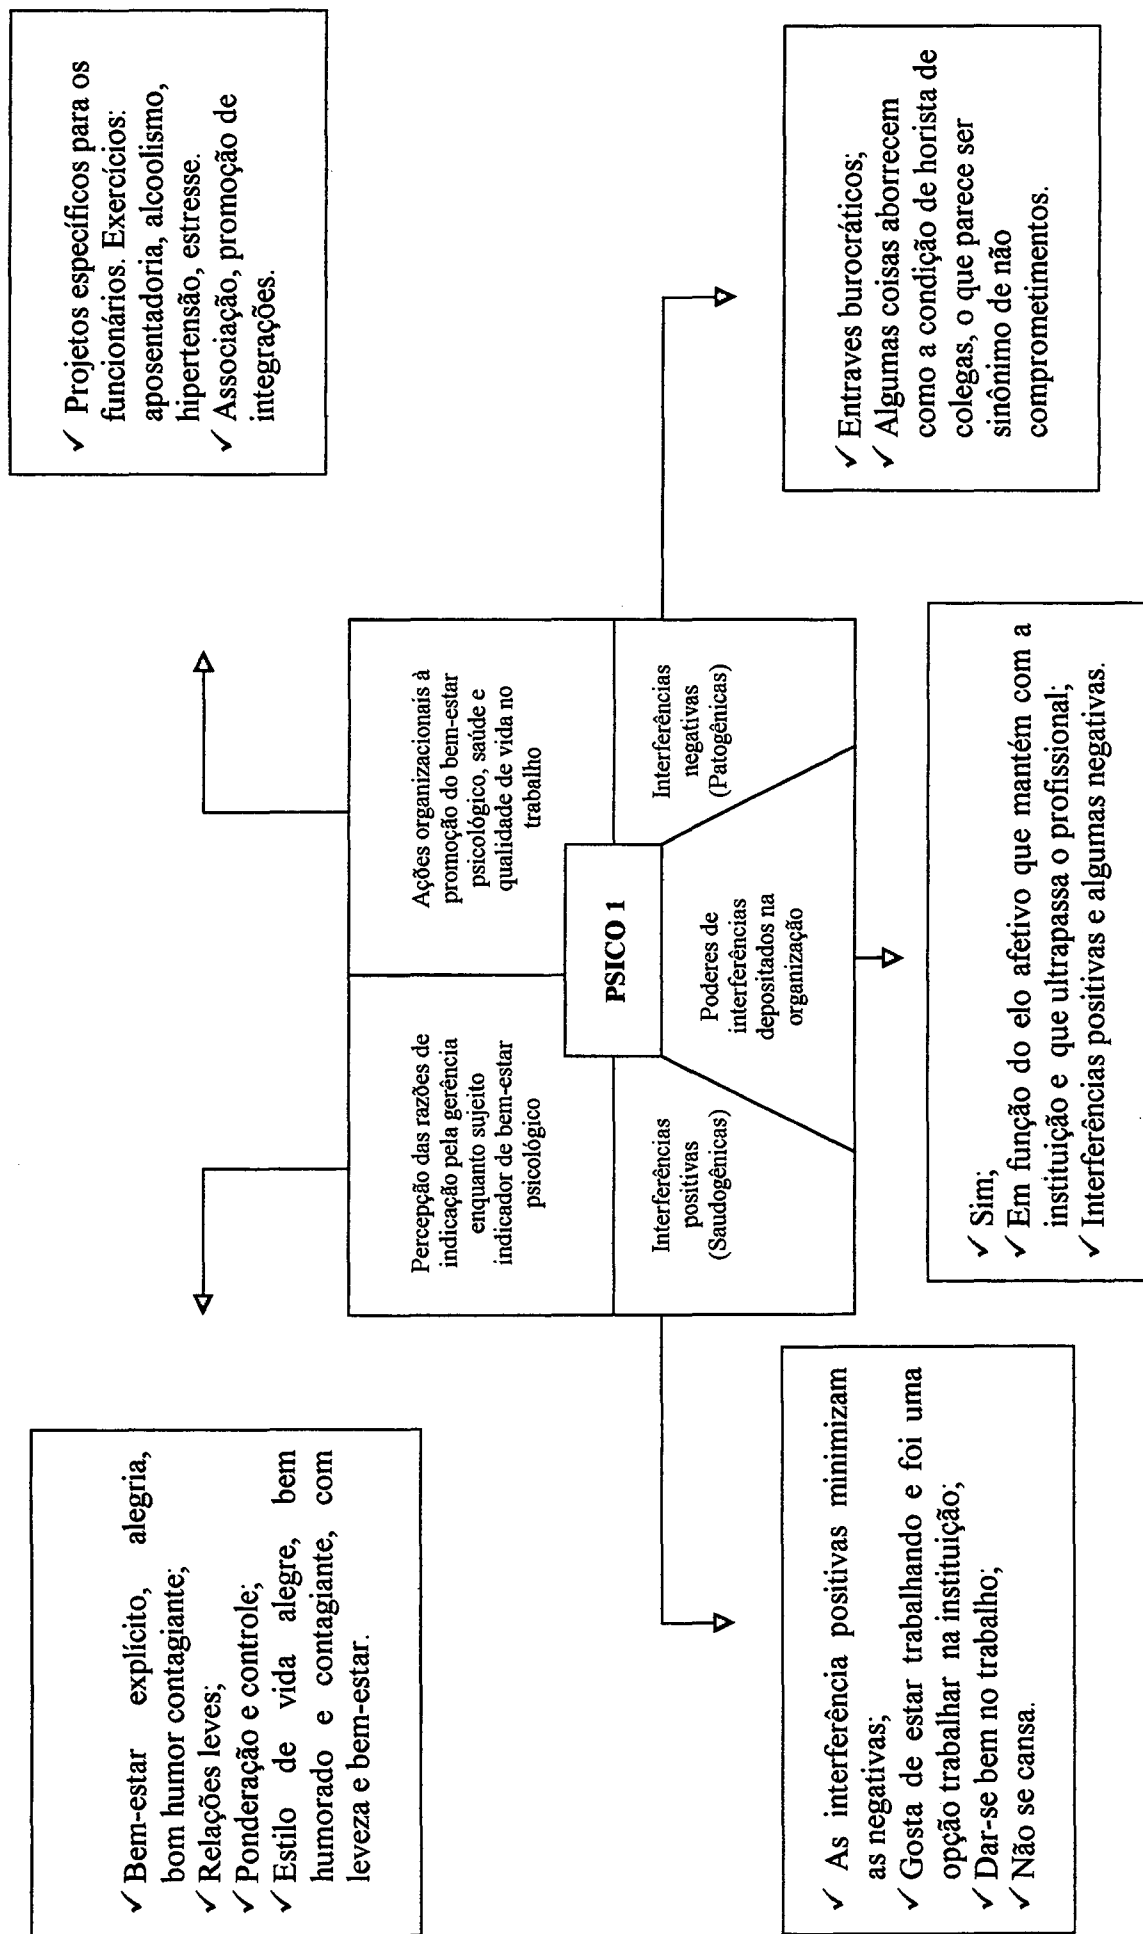 ✓ Bem-estar explícito, alegria,
bom humor contagiante;
✓ Relações leves;
✓ Ponderação e controle;
✓ Estilo de vida alegre, bem
humorado e contagiante, com
leveza e bem-estar.
✓ Projetos específicos para os
funcionários. Exercícios:
aposentadoria, alcoolismo,
hipertensão, estresse.
✓ Associação, promoção de
integrações.
Percepção das razões de
indicação pela gerência
enquanto sujeito
indicador de bem-estar
psicológico
Ações organizacionais à
promoção do bem-estar
psicológico, saúde e
qualidade de vida no
trabalho
PSICO 1
Interferências
positivas
(Saudogênicas)
Poderes de
interferências
depositados na
organização
Interferências
negativas
(Patogênicas)
✓ As interferência positivas minimizam
as negativas;
✓ Gosta de estar trabalhando e foi uma
opção trabalhar na instituição;
✓ Dar-se bem no trabalho;
✓ Não se cansa.
✓ Sim;
✓ Em função do elo afetivo que mantém com a
instituição e que ultrapassa o profissional;
✓ Interferências positivas e algumas negativas.
✓ Entraves burocráticos;
✓ Algumas coisas aborrecem
como a condição de horista de
colegas, o que parece ser
sinônimo de não
comprometimentos.